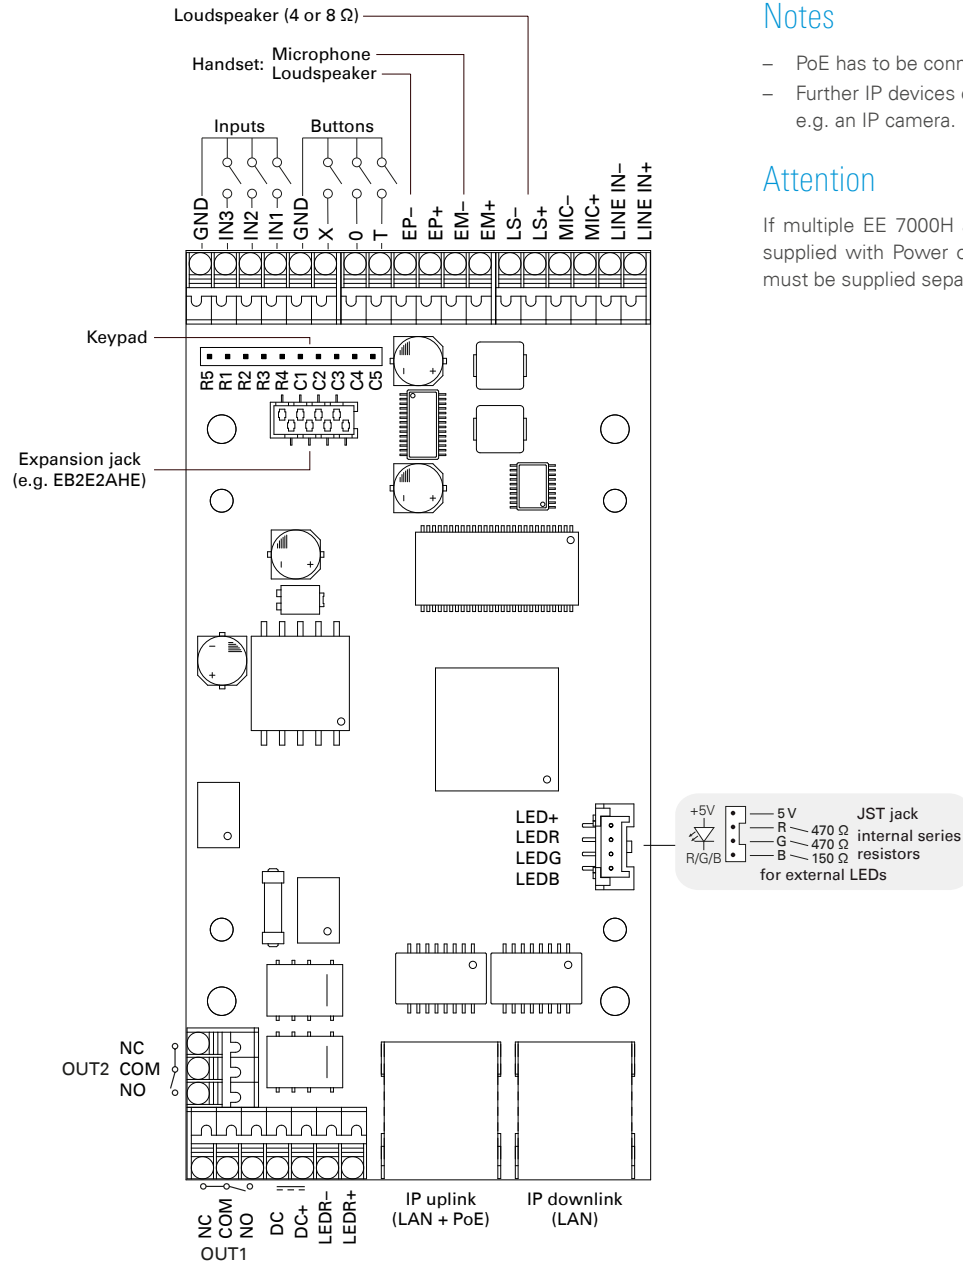 Loudspeaker (4 or 8 Ω)
Handset: Microphone
Loudspeaker
Inputs
Buttons
GND
IN3
IN2
IN1
GND
X
0
T
EP–
EP+
EM–
EM+
LS–
LS+
MIC–
MIC+
LINE IN–
LINE IN+
Keypad
R5
R1
R2
R3
R4
C1
C2
C3
C4
C5
Expansion jack
(e.g. EB2E2AHE)
LED+
LEDR
LEDG
LEDB
+5V
R/G/B
5 V
R
G
B
470 Ω
470 Ω
150 Ω
JST jack
internal series
resistors
for external LEDs
OUT2
NC
COM
NO
NC
COM
NO
OUT1
DC
DC+
LEDR–
LEDR+
IP uplink
(LAN + PoE)
IP downlink
(LAN)
Notes
– PoE has to be conn
– Further IP devices
e.g. an IP camera.
Attention
If multiple EE 7000H
supplied with Power
must be supplied sepa